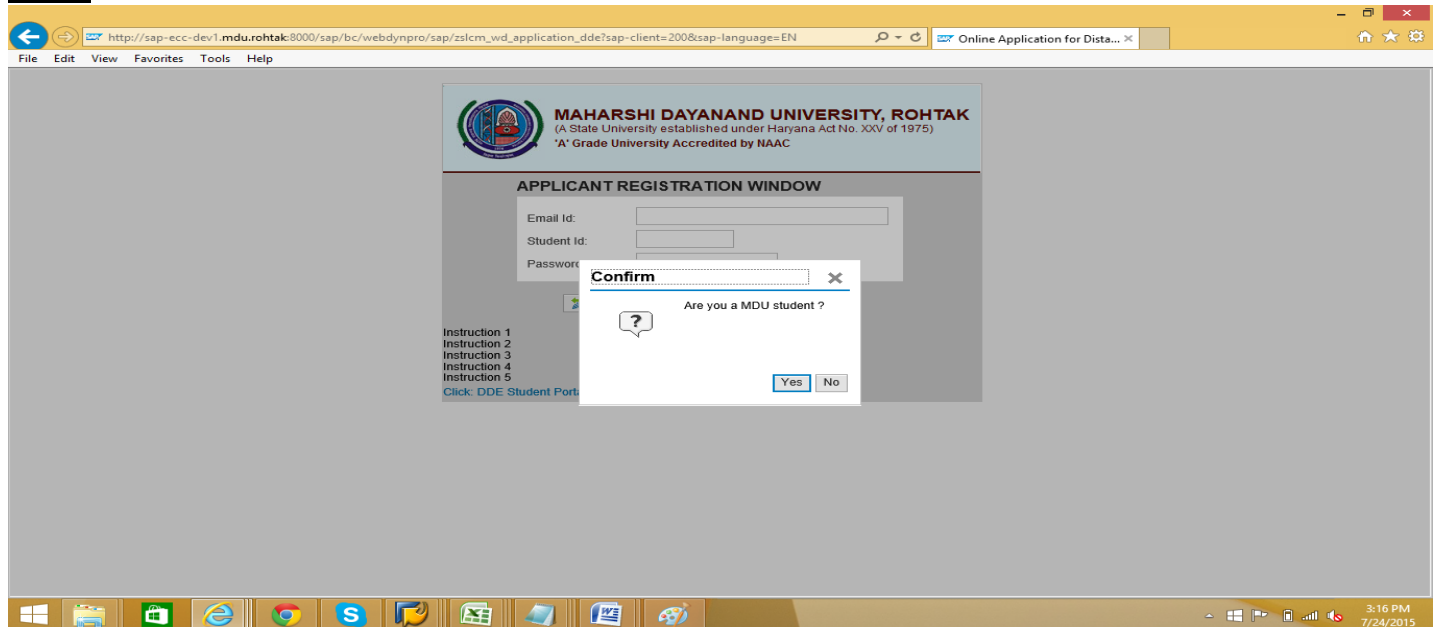 http://sap-ecc-dev1.mdu.rohtak:8000/sap/bc/webdynpro/sap/zslcm_wd_application_dde?sap-client=200&sap-language=EN
Online Application for Dista...
File Edit View Favorites Tools Help
MAHARSHI DAYANAND UNIVERSITY, ROHTAK
(A State University established under Haryana Act No. XXV of 1975)
'A' Grade University Accredited by NAAC
APPLICANT REGISTRATION WINDOW
Email Id:
Student Id:
Passwor
Confirm
Are you a MDU student ?
Yes No
Instruction 1
Instruction 2
Instruction 3
Instruction 4
Instruction 5
Click: DDE Student Port
3:16 PM
7/24/2015